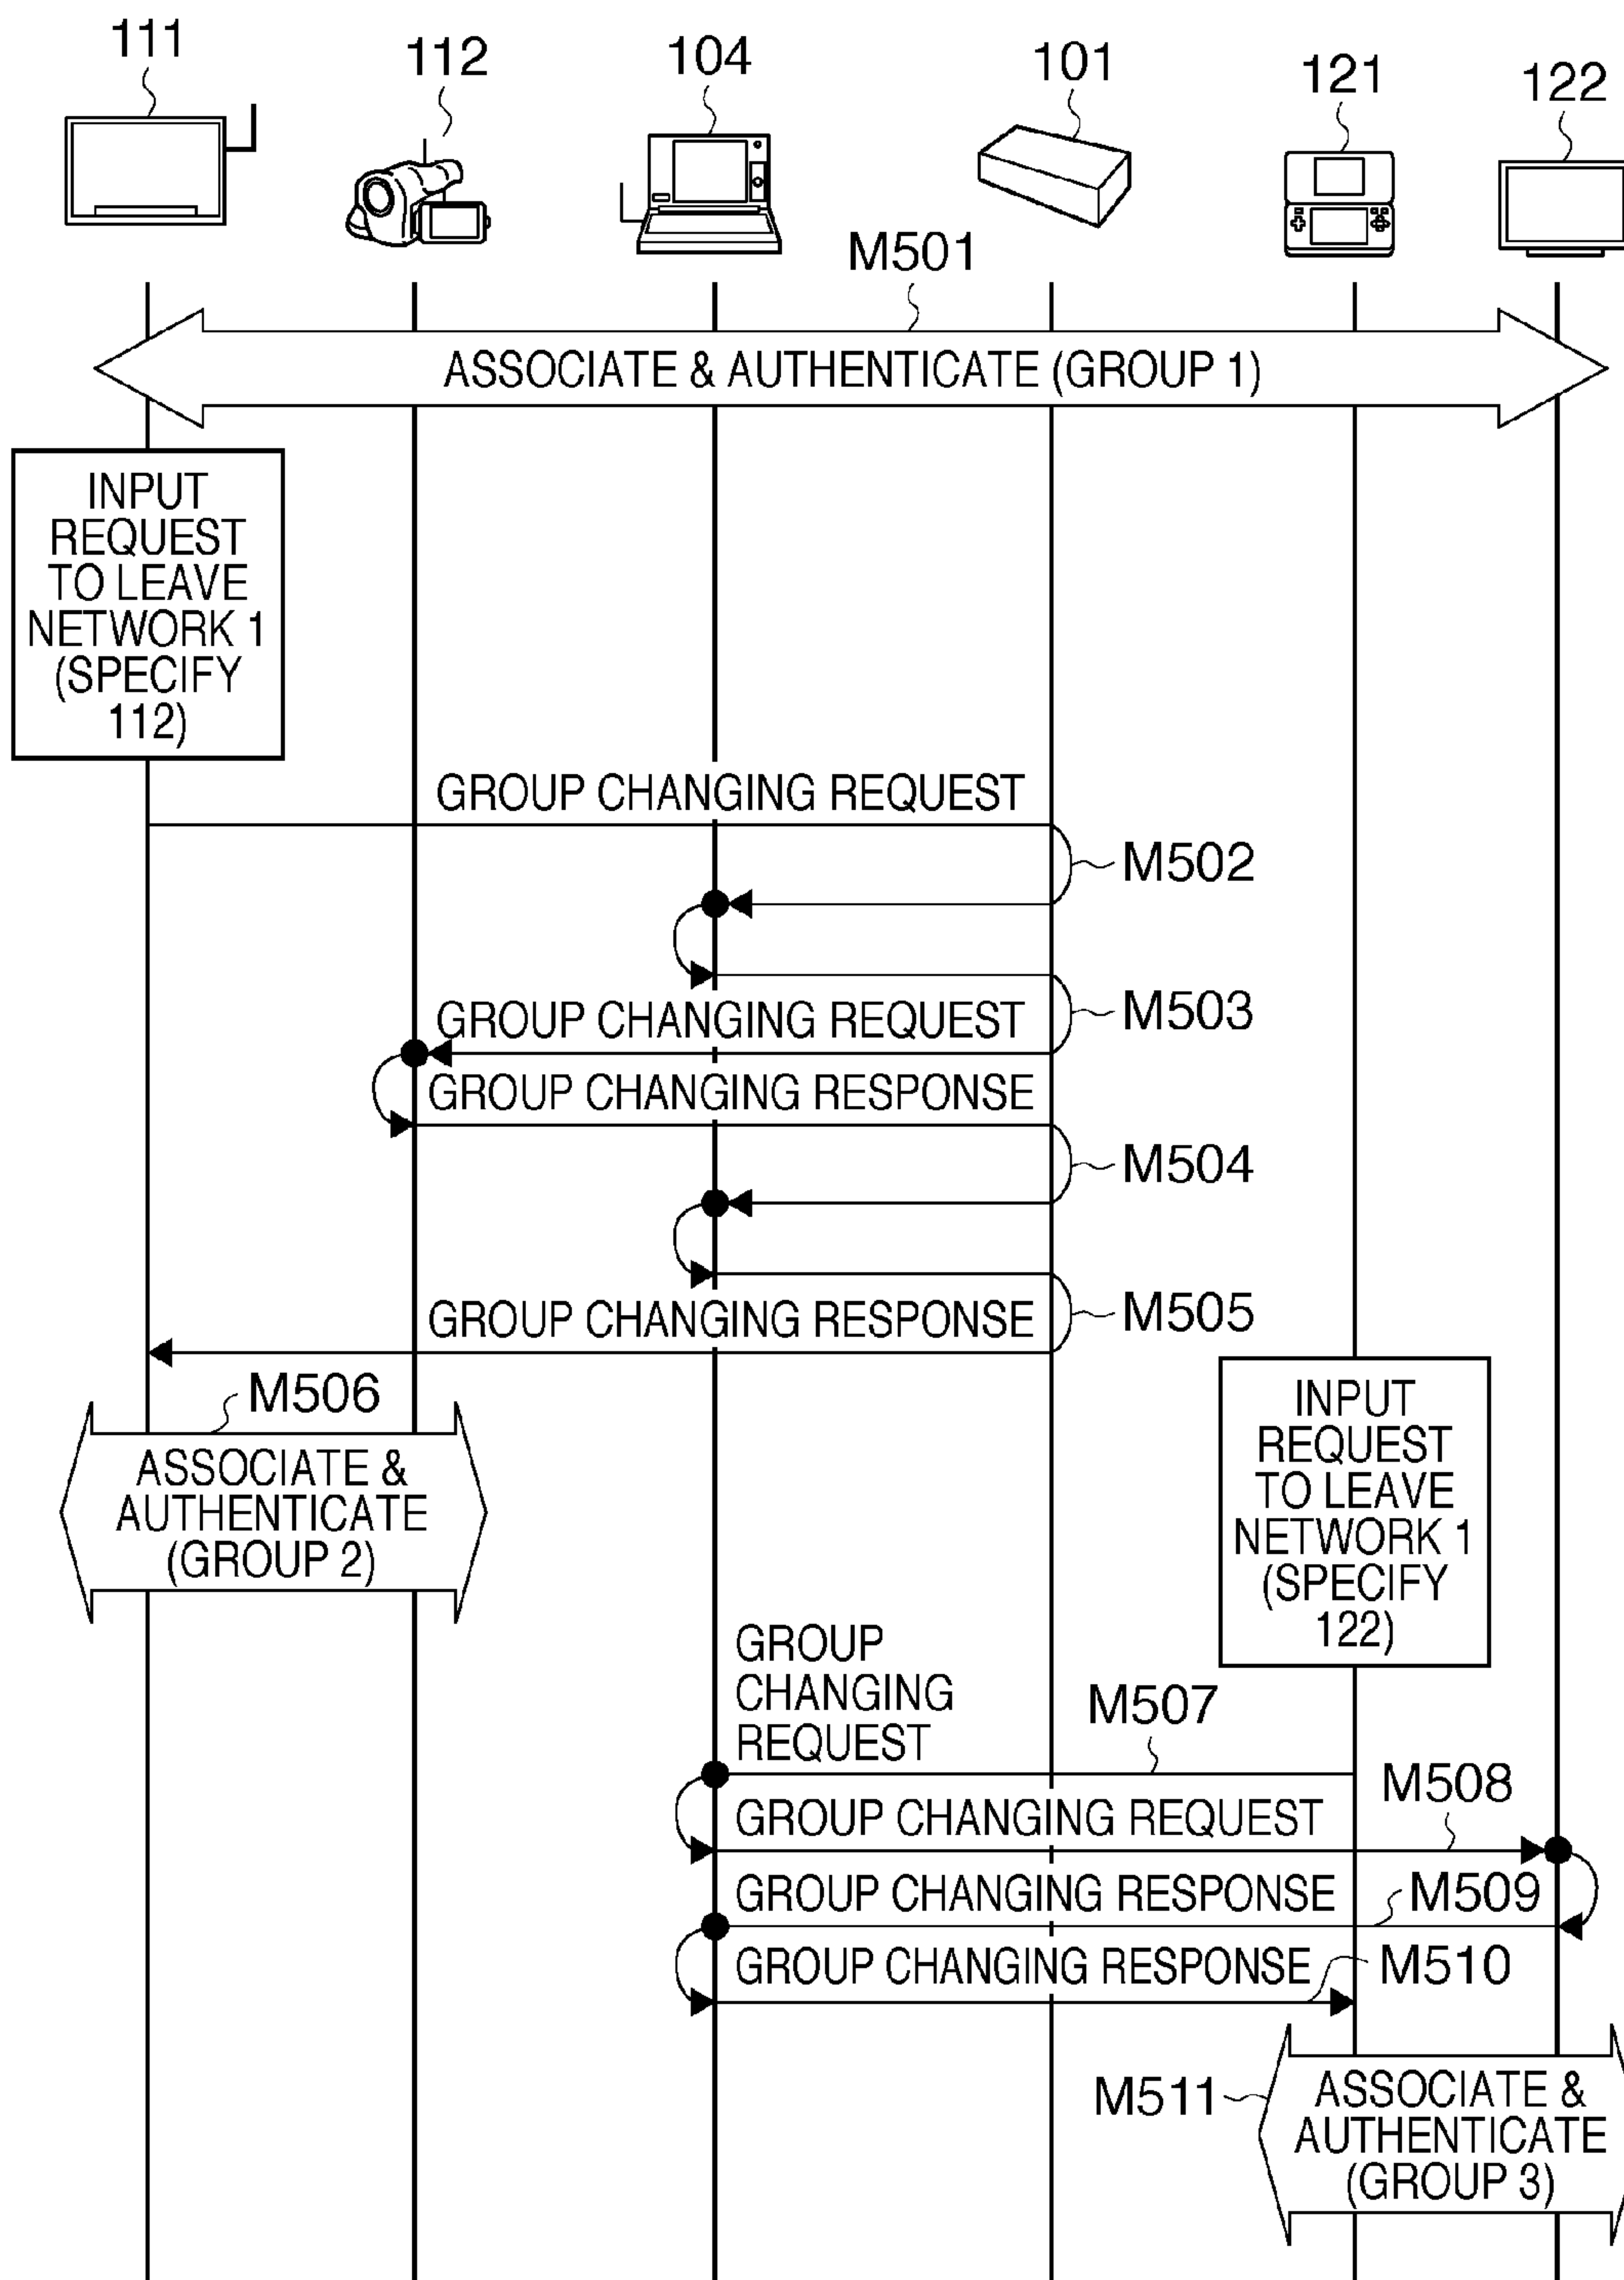 111
112
104
101
121
122
M501
ASSOCIATE & AUTHENTICATE (GROUP 1)
INPUT
REQUEST
TO LEAVE
NETWORK 1
(SPECIFY
112)
GROUP CHANGING REQUEST
M502
M503
GROUP CHANGING REQUEST
GROUP CHANGING RESPONSE
M504
M505
GROUP CHANGING RESPONSE
M506
ASSOCIATE &
AUTHENTICATE
(GROUP 2)
INPUT
REQUEST
TO LEAVE
NETWORK 1
(SPECIFY
122)
GROUP
CHANGING
REQUEST
M507
M508
GROUP CHANGING REQUEST
GROUP CHANGING RESPONSE
M509
GROUP CHANGING RESPONSE
M510
M511
ASSOCIATE &
AUTHENTICATE
(GROUP 3)